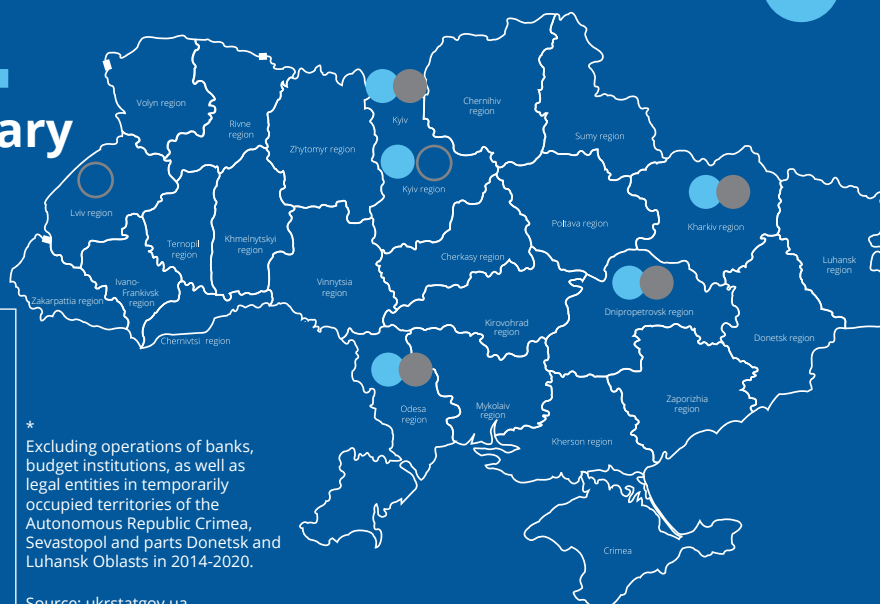 ary
Volyn region
Rivne
region
Zhytomyr region
Kyiv
Kyiv region
Chernihiv
region
Sumy region
Lviv region
Ternopil
region
Khmelnytskyi
region
Ivano-
Frankivsk
region
Zakarpattia region
Chernivtsi region
Vinnytsia
region
Cherkasy region
Poltava region
Kharkiv region
Luhansk
region
Kirovohrad
region
Dnipropetrovsk region
Donetsk region
Odesa
region
Mykolaiv
region
Zaporizhia
region
Kherson region
Crimea
*
Excluding operations of banks,
budget institutions, as well as
legal entities in temporarily
occupied territories of the
Autonomous Republic Crimea,
Sevastopol and parts Donetsk and
Luhansk Oblasts in 2014-2020.
Source: ukrstatgov.ua